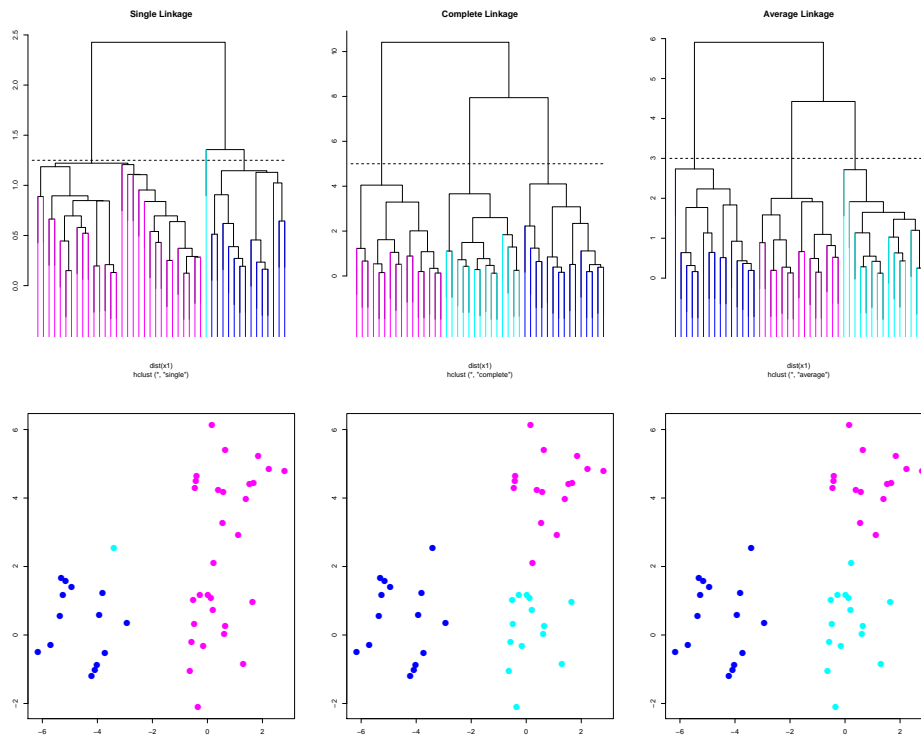 Single Linkage
Complete Linkage
Average Linkage
2.5
2.0
1.5
1.0
0.5
0.0
10
8
6
4
2
0
6
5
4
3
2
1
0
dist(x1)
hclust (*, "single")
dist(x1)
hclust (*, "complete")
dist(x1)
hclust (*, "average")
6
4
2
0
−2
−6 −4 −2 0 2
6
4
2
0
−2
−6 −4 −2 0 2
6
4
2
0
−2
−6 −4 −2 0 2